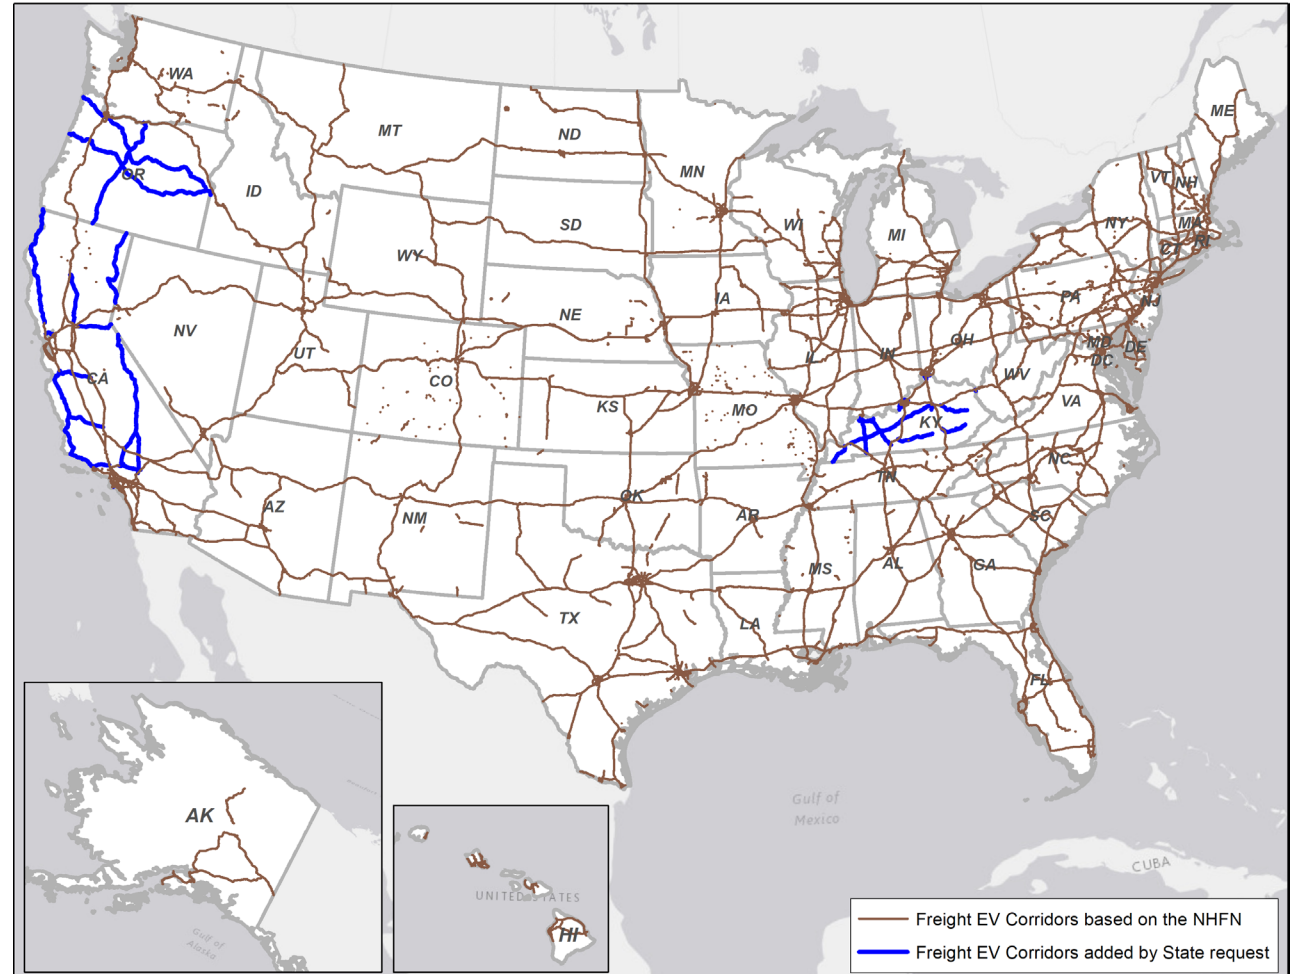 WA
MT
ND
MN
ME
OR
ID
SD
WI
MI
VT
NH
NY
MA
CT
RI
WY
IA
PA
NJ
NV
NE
UT
IL
IN
OH
MD
DE
DC
CA
CO
KS
MO
WV
KY
VA
AZ
NM
OK
AR
TN
NC
SC
MS
AL
GA
TX
LA
FL
AK
Gulf of
Alaska
UNITED STATES
HI
Gulf of
Mexico
CUBA
Freight EV Corridors based on the NHFN
Freight EV Corridors added by State request